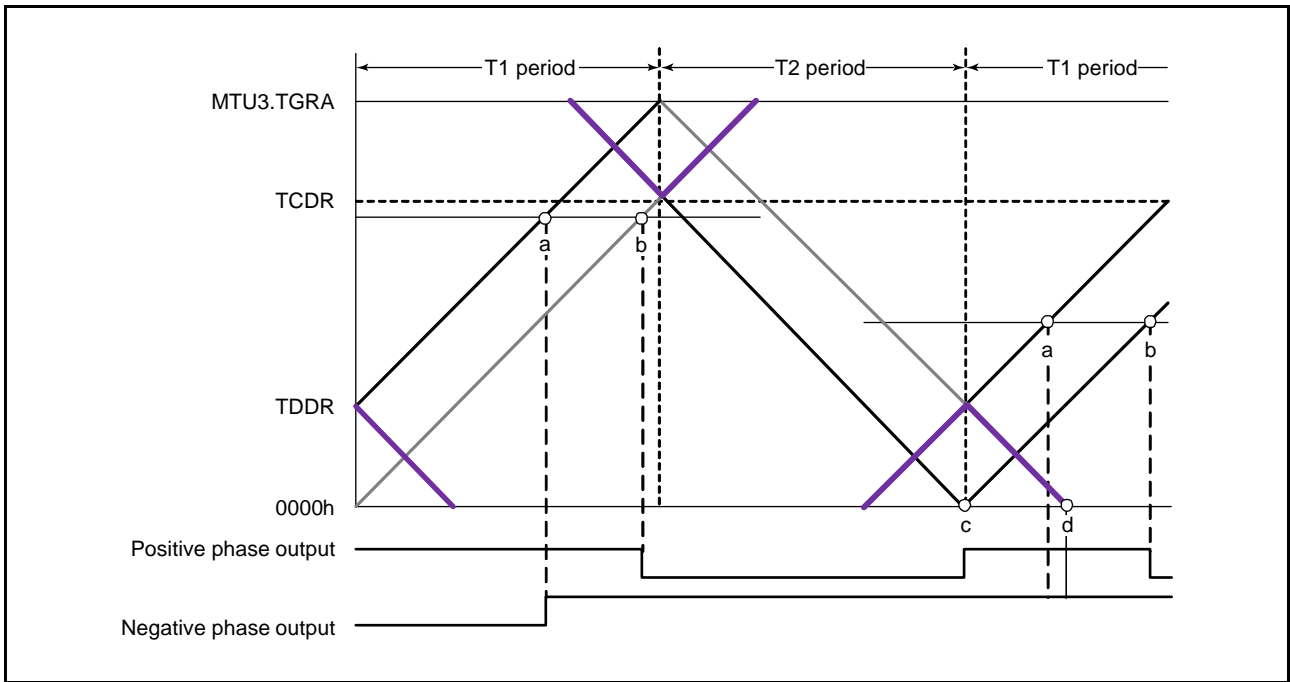 T1 period
T2 period
T1 period
MTU3.TGRA
TCDR
a
b
a
b
TDDR
0000h
c
d
Positive phase output
Negative phase output